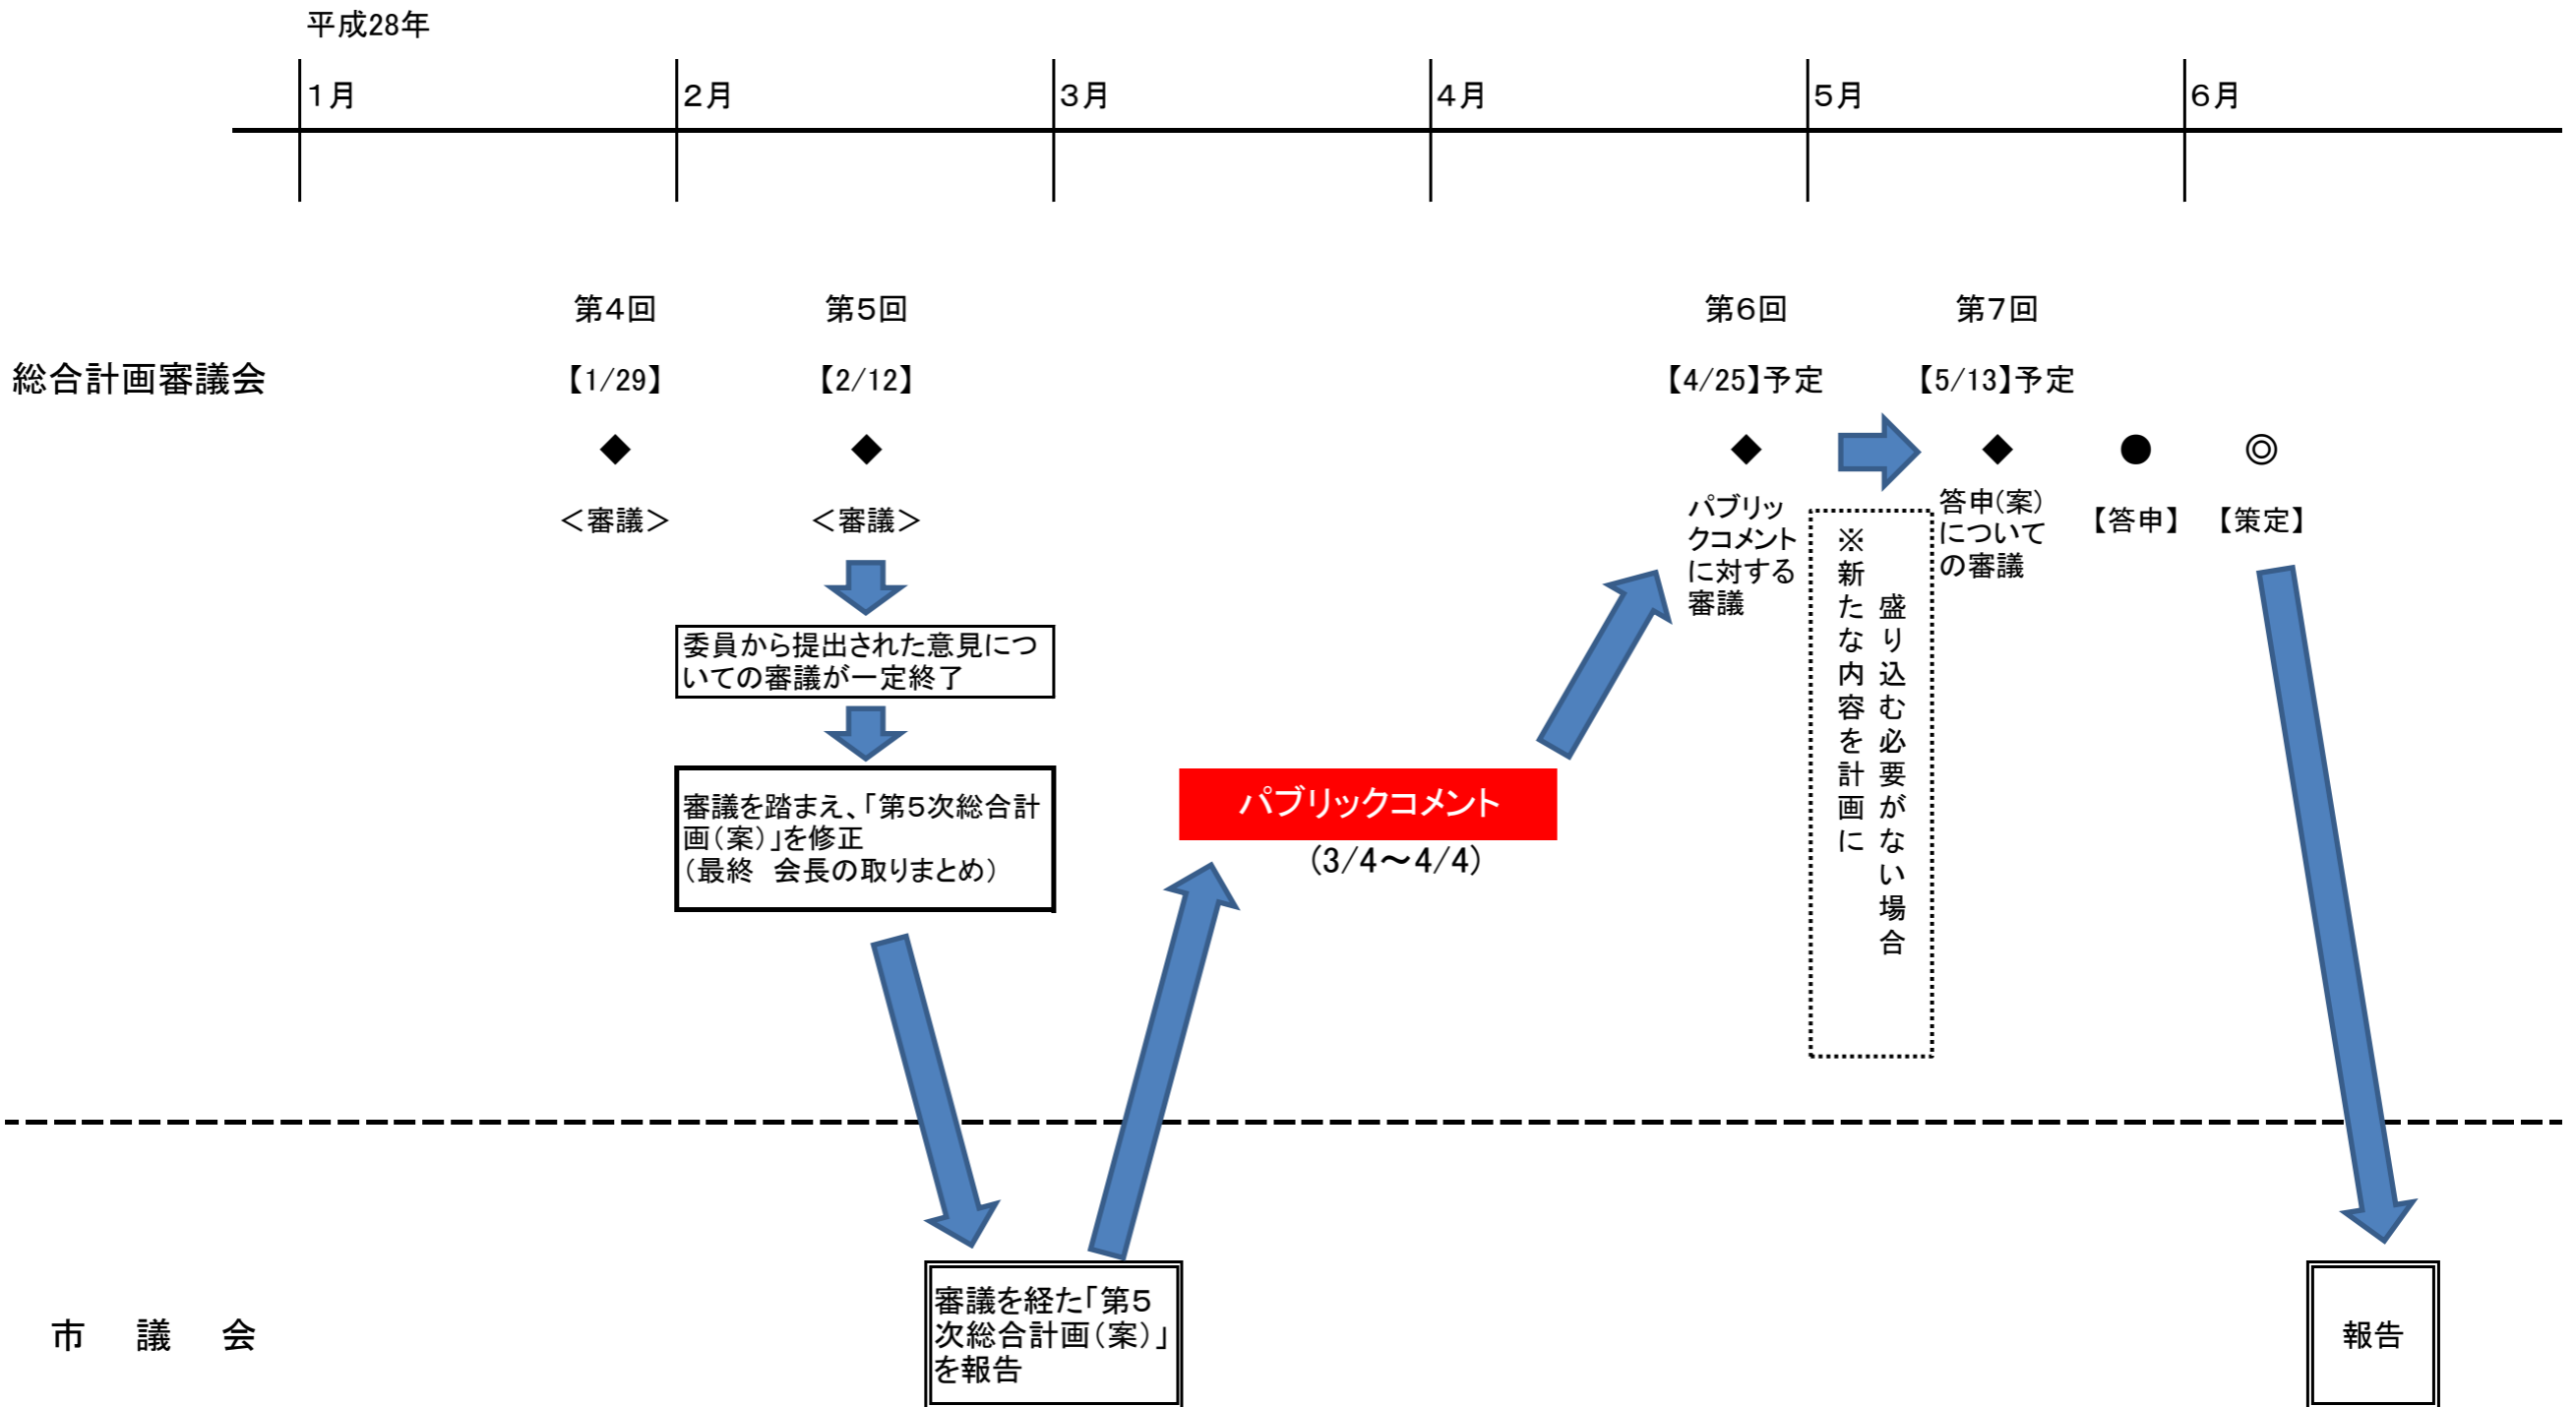 平成28年
1月
2月
3月
4月
5月
6月
総合計画審議会
第4回
【1/29】
◆
＜審議＞
第5回
【2/12】
◆
＜審議＞
委員から提出された意見につ
いての審議が一定終了
審議を踏まえ、「第５次総合計
画（案）」を修正
（最終　会長の取りまとめ）
パブリックコメント
(3/4～4/4)
第6回
【4/25】予定
◆
パブリッ
クコメント
に対する
審議
※新たな内容を計画に
盛り込む必要がない場合
第7回
【5/13】予定
◆
答申(案)
について
の審議
●
【答申】
◎
【策定】
市　議　会
審議を経た「第５
次総合計画（案）」
を報告
報告